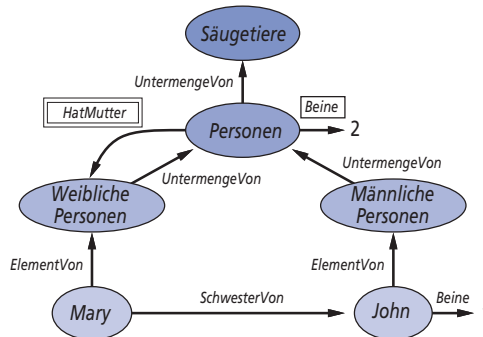 Säugetiere
UntermengeVon
HatMutter
Beine
Personen
2
UntermengeVon
UntermengeVon
Weibliche
Personen
Männliche
Personen
ElementVon
ElementVon
Mary
SchwesterVon
John
Beine